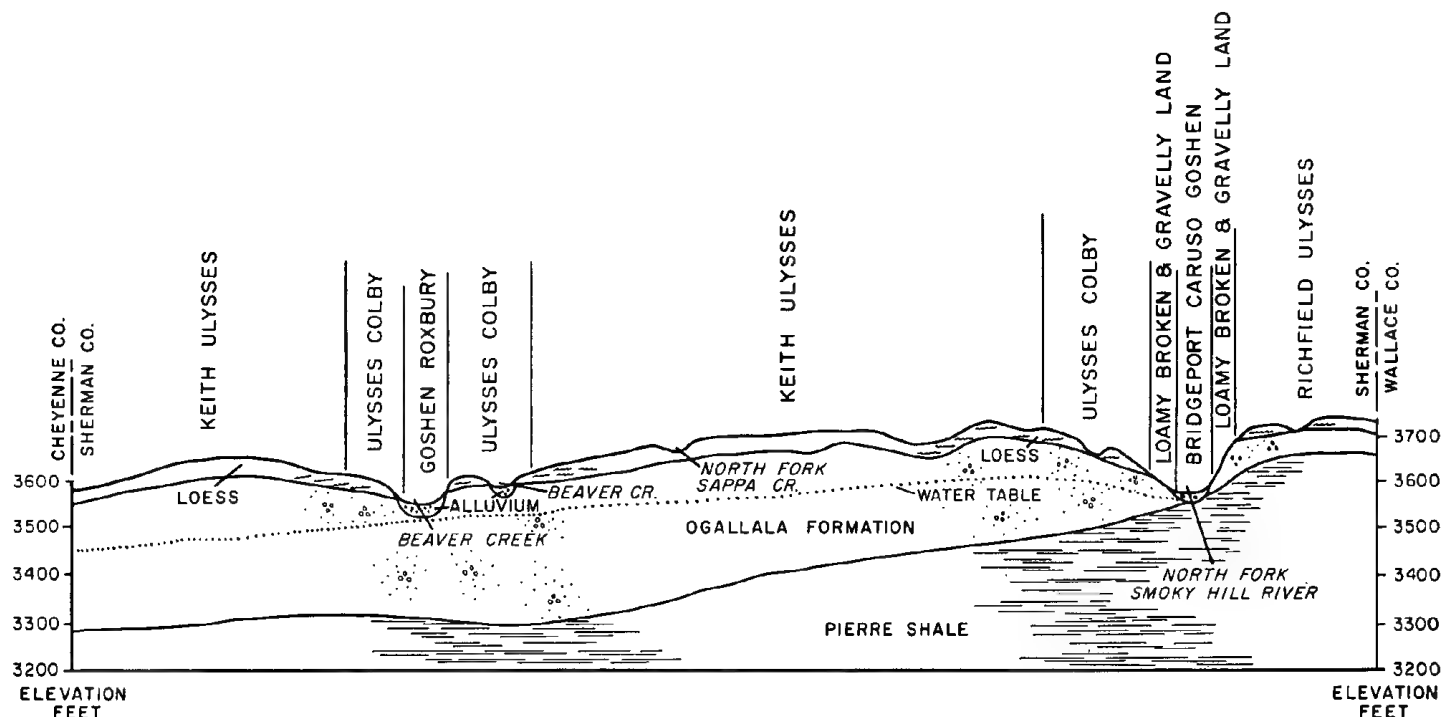 CHEYENNE CO.
SHERMAN CO.
KEITH ULYSSES
ULYSSES COLBY
GOSHEN ROXBURY
ULYSSES COLBY
KEITH ULYSSES
ULYSSES COLBY
LOAMY BROKEN & GRAVELLY LAND
BRIDGEPORT CARUSO GOSHEN
LOAMY BROKEN & GRAVELLY LAND
RICHFIELD ULYSSES
SHERMAN CO.
WALLACE CO.
3600
3500
3400
3300
3200
ELEVATION
FEET
LOESS
ALLUVIUM
BEAVER CREEK
BEAVER CR.
NORTH FORK
SAPPA CR.
LOESS
WATER TABLE
OGALLALA FORMATION
PIERRE SHALE
NORTH FORK
SMOKY HILL RIVER
3700
3600
3500
3400
3300
3200
ELEVATION
FEET